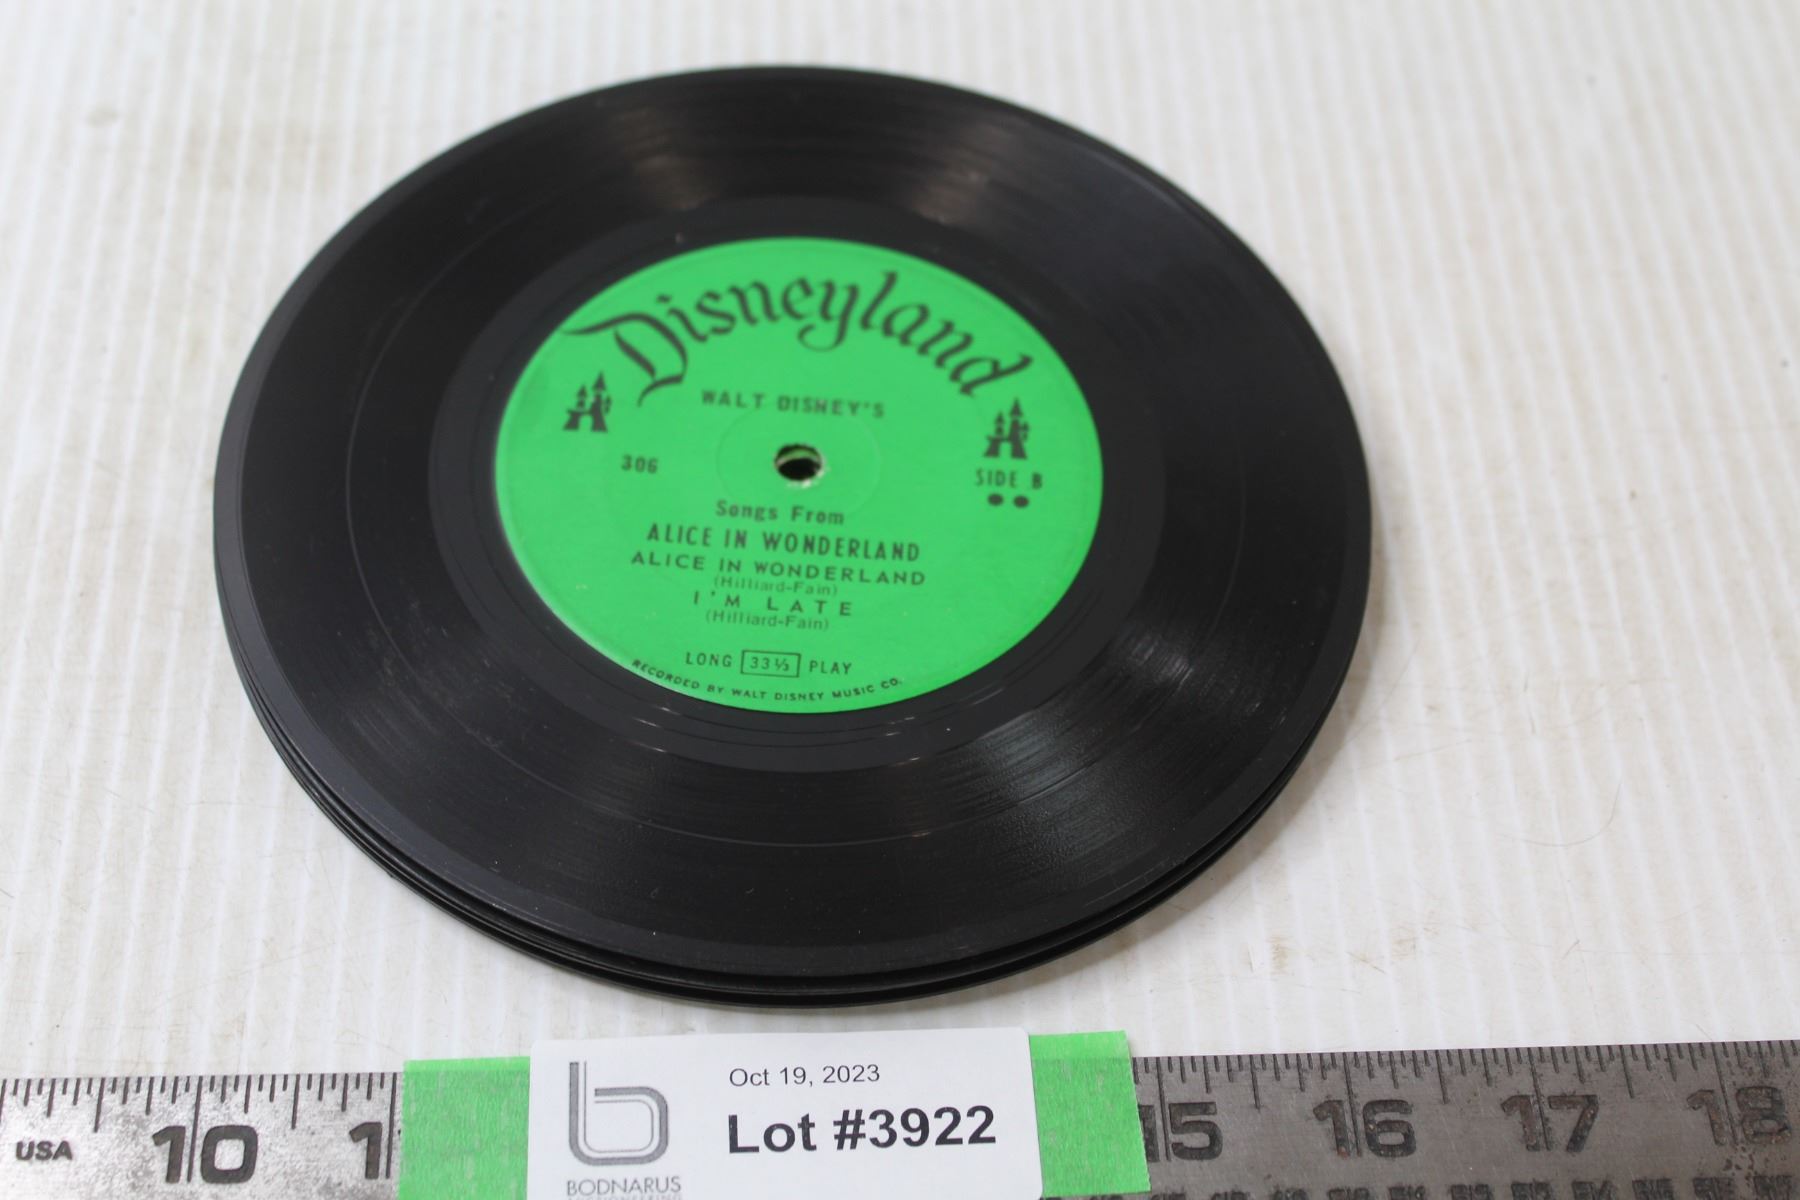 Disneyland
WALT DISNEY'S
306
SIDE B
Songs From
ALICE IN WONDERLAND
ALICE IN WONDERLAND
(Hilliard-Fain)
I'M LATE
(Hilliard-Fain)
LONG 33⅓ PLAY
RECORDED BY WALT DISNEY MUSIC CO.
Oct 19, 2023
Lot #3922
BODNARUS
USA
10
15
16
17
18